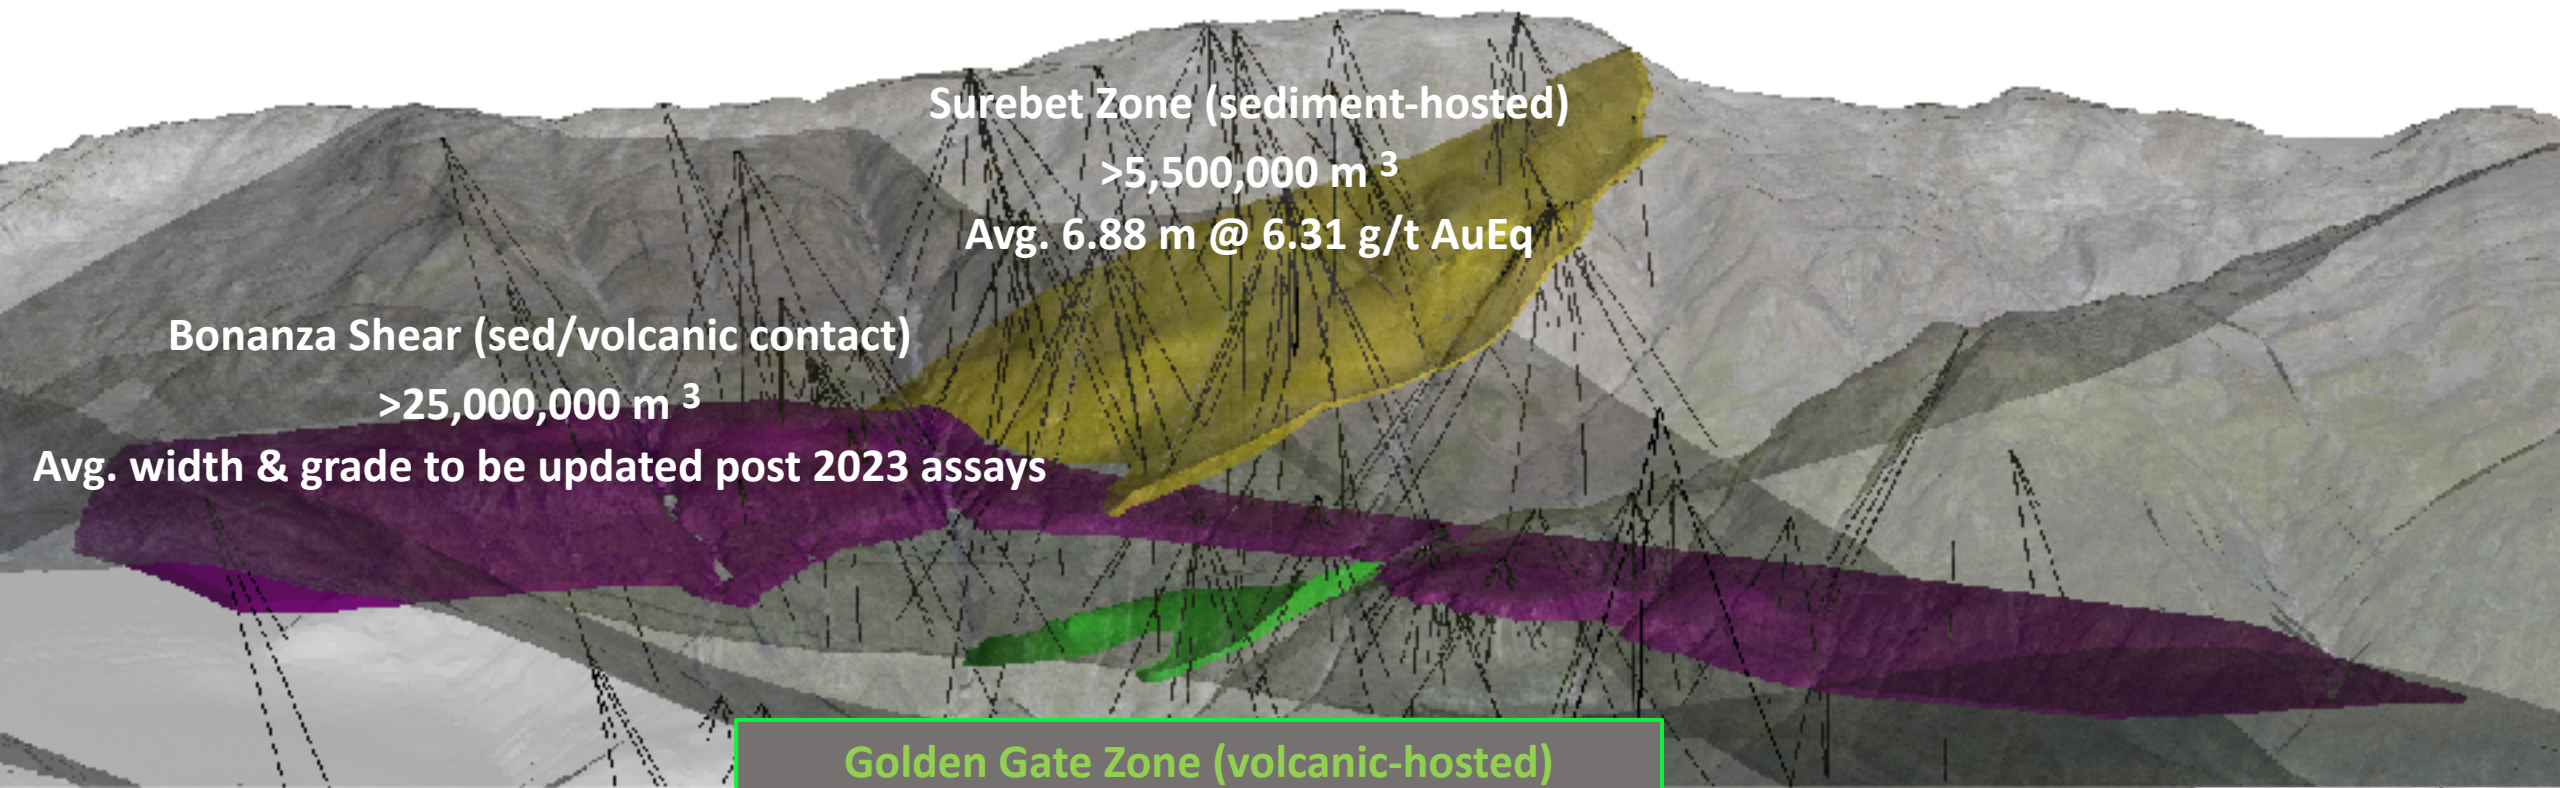 Surebet Zone (sediment-hosted)
>5,500,000 m 3
Avg. 6.88 m @ 6.31 g/t AuEq
Bonanza Shear (sed/volcanic contact)
>25,000,000 m 3
Avg. width & grade to be updated post 2023 assays
Golden Gate Zone (volcanic-hosted)